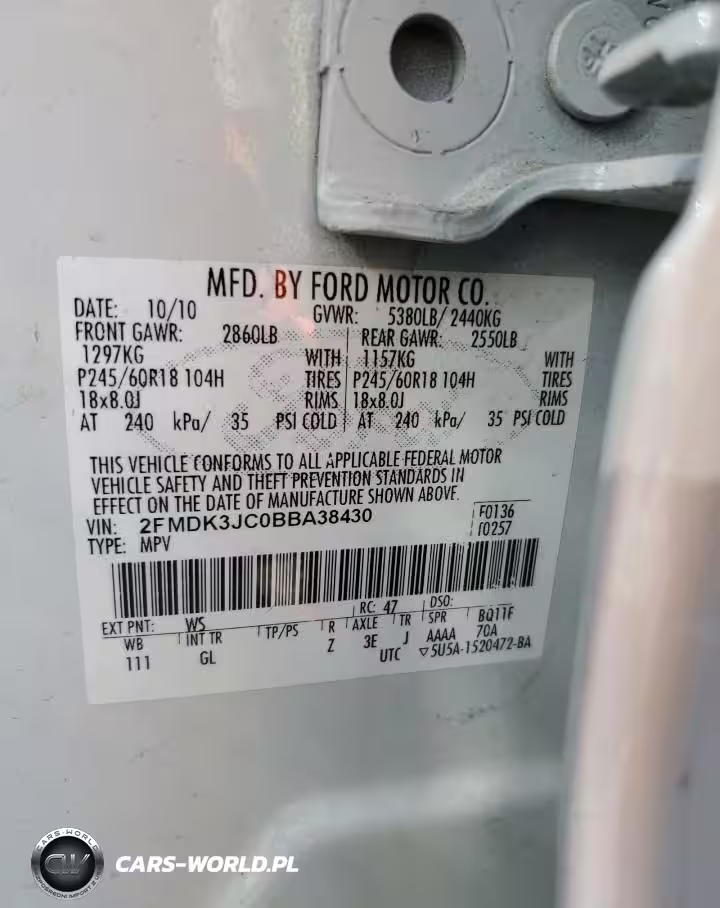 MFD. BY FORD MOTOR CO.
DATE: 10/10 GVWR: 5380LB/ 2440KG
FRONT GAWR: 2860LB REAR GAWR: 2550LB
1297KG WITH 1157KG WITH
P245/60R18 104H TIRES P245/60R18 104H TIRES
18x8.0J RIMS 18x8.0J RIMS
AT 240 kPa/ 35 PSI COLD AT 240 kPa/ 35 PSI COLD
THIS VEHICLE CONFORMS TO ALL APPLICABLE FEDERAL MOTOR
VEHICLE SAFETY AND THEFT PREVENTION STANDARDS IN
EFFECT ON THE DATE OF MANUFACTURE SHOWN ABOVE.
VIN: 2FMDK3JC0BBA38430 F0136
TYPE: MPV T0257
EXT PNT: WS RC: 47 DSO:
WB INT TR TP/PS R AXLE TR SPR BQ11F
111 GL Z 3E J AAAA 70A
UTC ▽5U5A-1520472-BA
CARS-WORLD
CW
CARS-WORLD.PL